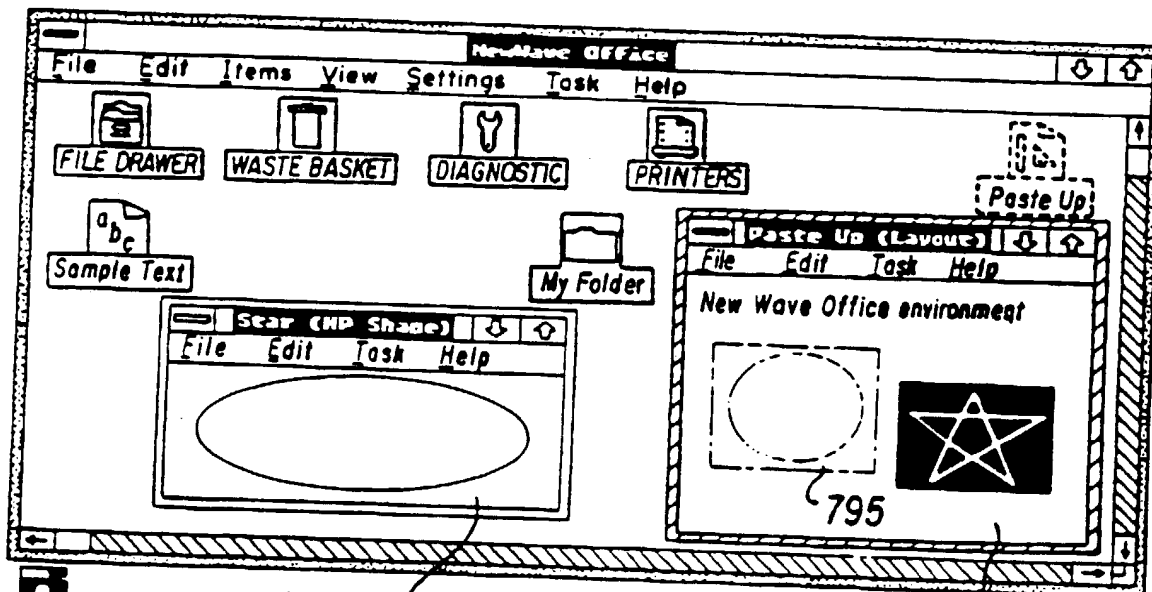 NewWave Office
File Edit Items View Settings Task Help
FILE DRAWER WASTE BASKET DIAGNOSTIC PRINTERS
Paste Up
abc
Sample Text
My Folder
Paste Up (Layout)
File Edit Task Help
New Wave Office environment
Star (HP Shape)
File Edit Task Help
795